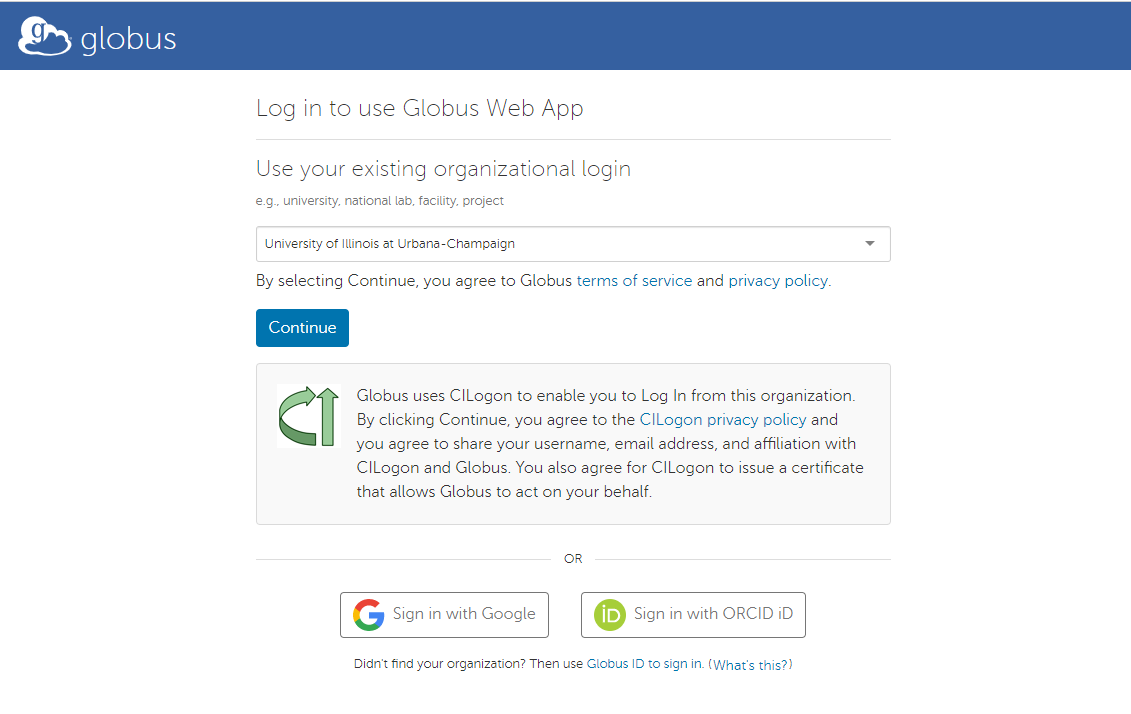 globus
Log in to use Globus Web App
Use your existing organizational login
e.g., university, national lab, facility, project
University of Illinois at Urbana-Champaign
By selecting Continue, you agree to Globus terms of service and privacy policy.
Continue
Globus uses CILogon to enable you to Log In from this organization.
By clicking Continue, you agree to the CILogon privacy policy and
you agree to share your username, email address, and affiliation with
CILogon and Globus. You also agree for CILogon to issue a certificate
that allows Globus to act on your behalf.
OR
Sign in with Google
iD Sign in with ORCID iD
Didn't find your organization? Then use Globus ID to sign in. (What's this?)